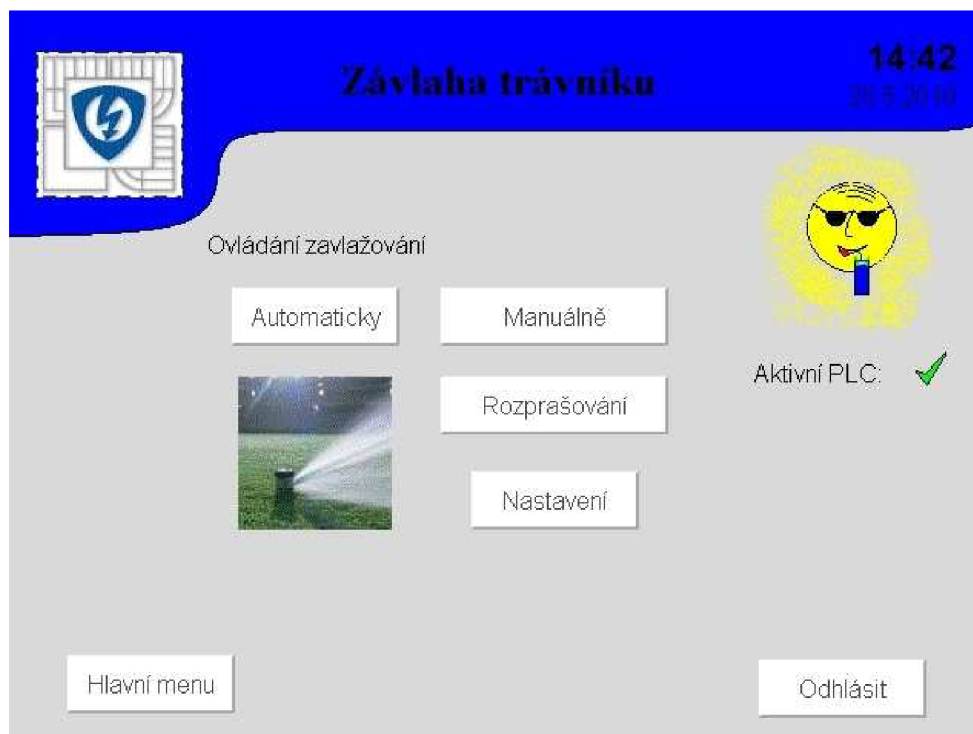 Závlaha trávníku
14:42
Ovládání zavlažování
Automaticky
Manuálně
Aktivní PLC:
Rozprašování
Nastavení
Hlavní menu
Odhlásit